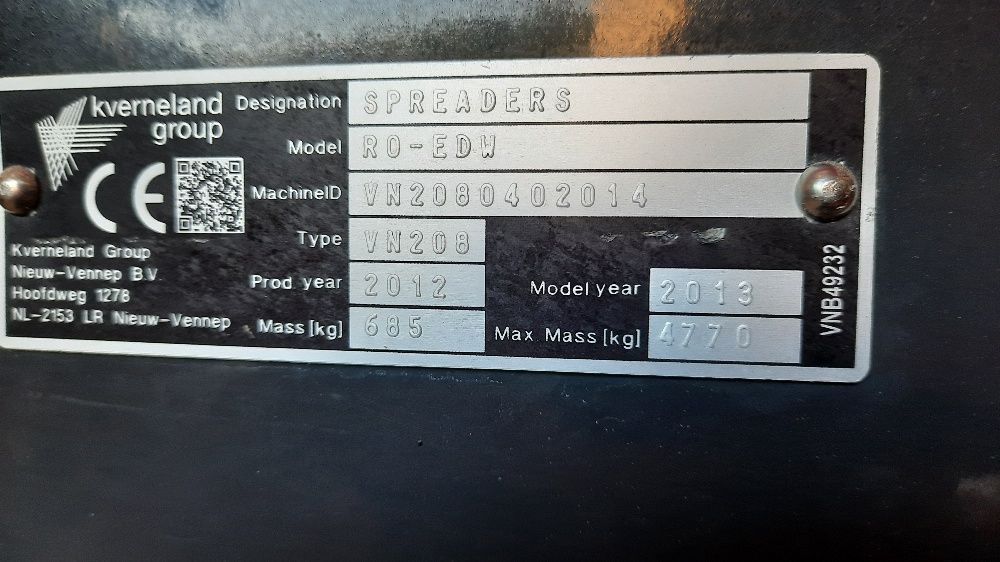 kverneland
group
Designation SPREADERS
Model RO-EDW
MachineID VN2080402014
Type VN208
Prod year 2012 Model year 2013
Mass [kg] 685 Max Mass [kg] 4770
CE
Kverneland Group
Nieuw-Vennep B.V.
Hoofdweg 1278
NL-2153 LR Nieuw-Vennep
VNB49232